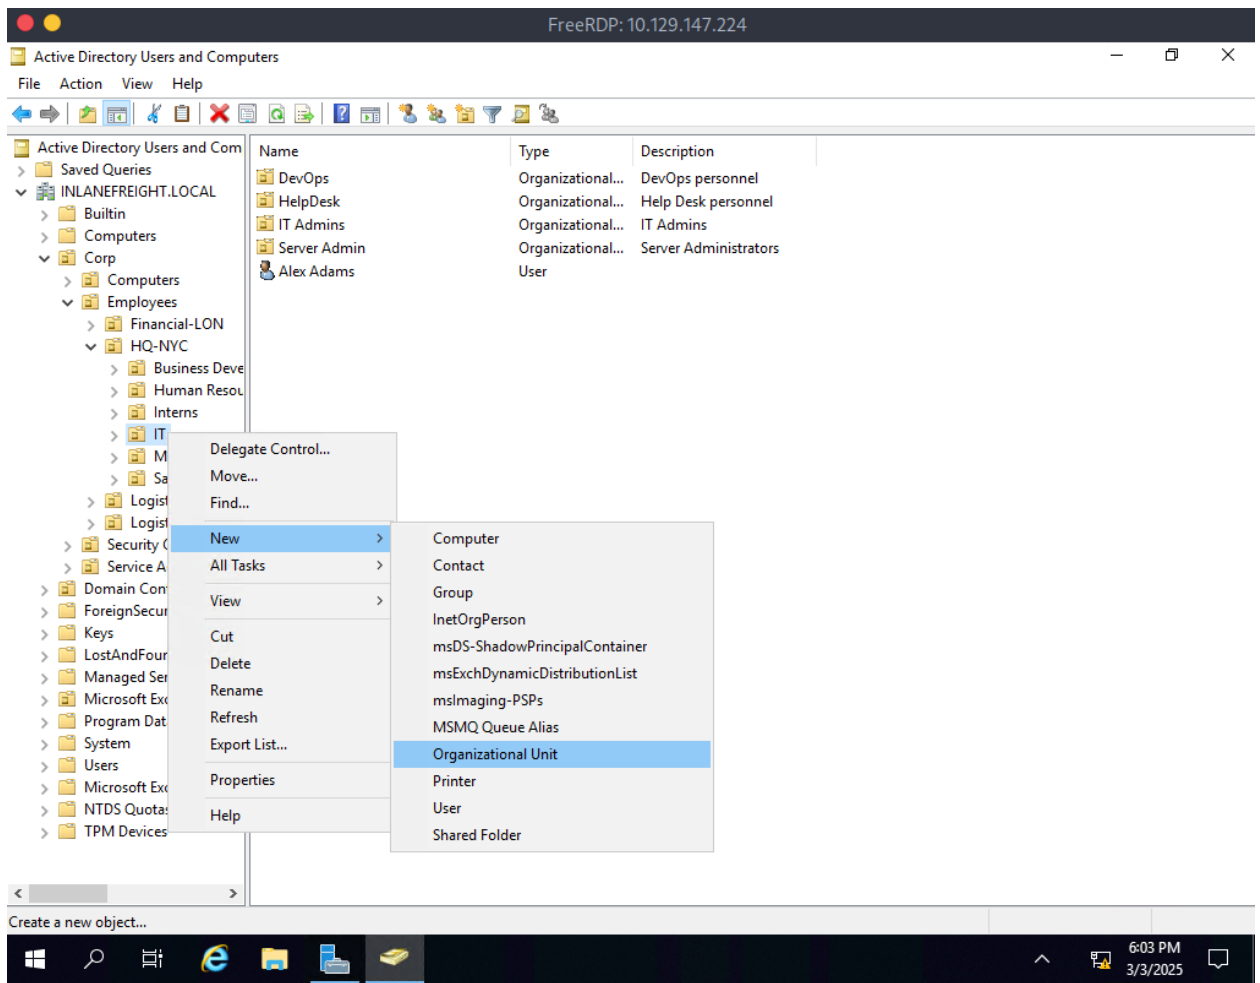 FreeRDP: 10.129.147.224
Active Directory Users and Computers
File Action View Help
Active Directory Users and Com
Saved Queries
INLANEFREIGHT.LOCAL
Builtin
Computers
Corp
Computers
Employees
Financial-LON
HQ-NYC
Business Deve
Human Resou
Interns
IT
M
Sa
Logist
Logist
Security (
Service A
Domain Con
ForeignSecur
Keys
LostAndFour
Managed Ser
Microsoft Exc
Program Dat
System
Users
Microsoft Exc
NTDS Quotas
TPM Devices
Name Type Description
DevOps Organizational... DevOps personnel
HelpDesk Organizational... Help Desk personnel
IT Admins Organizational... IT Admins
Server Admin Organizational... Server Administrators
Alex Adams User
Delegate Control...
Move...
Find...
New
All Tasks
View
Cut
Delete
Rename
Refresh
Export List...
Properties
Help
Computer
Contact
Group
InetOrgPerson
msDS-ShadowPrincipalContainer
msExchDynamicDistributionList
msImaging-PSPs
MSMQ Queue Alias
Organizational Unit
Printer
User
Shared Folder
Create a new object...
6:03 PM
3/3/2025